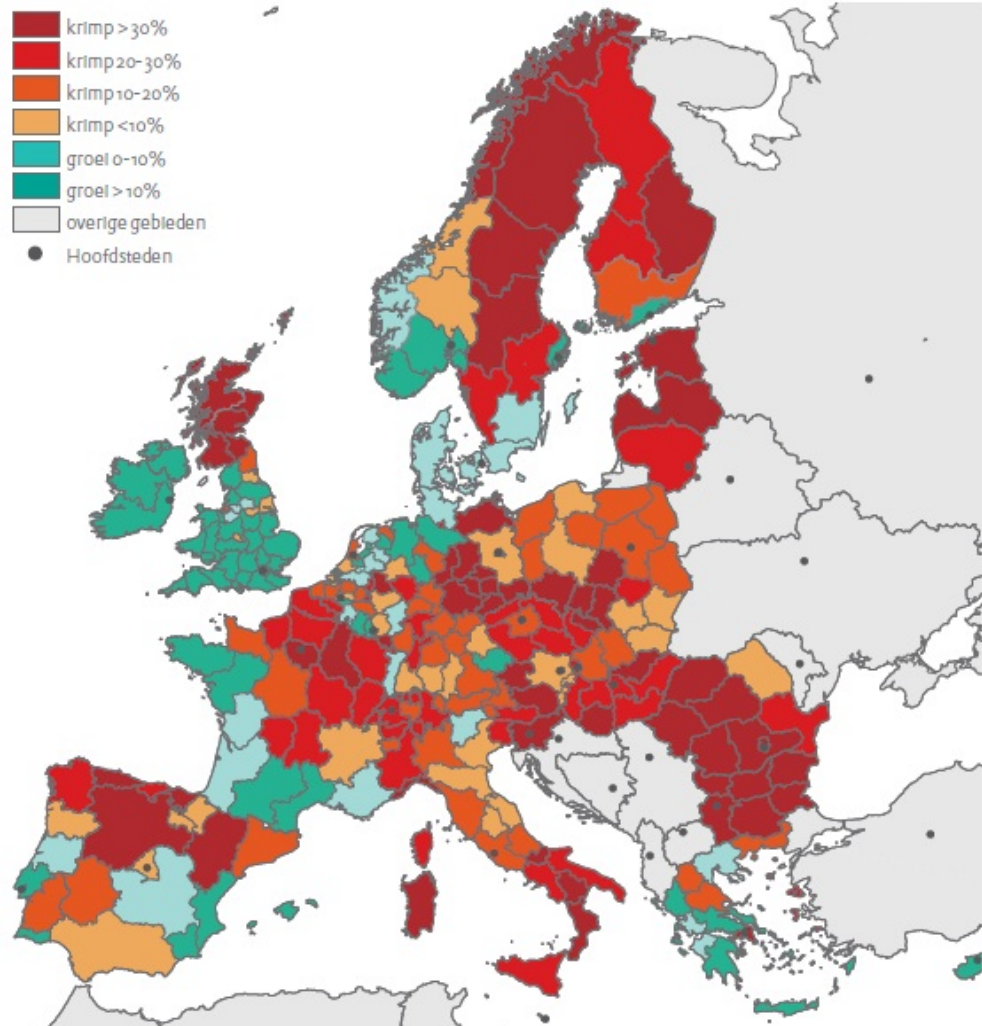 krimp >30%
krimp 20-30%
krimp 10-20%
krimp <10%
groei 0-10%
groei >10%
overige gebieden
Hoofdsteden